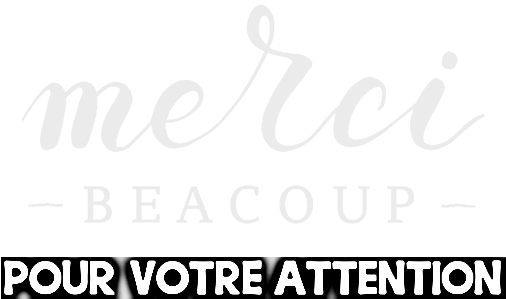 merci
– BEACOUP –
POUR VOTRE ATTENTION